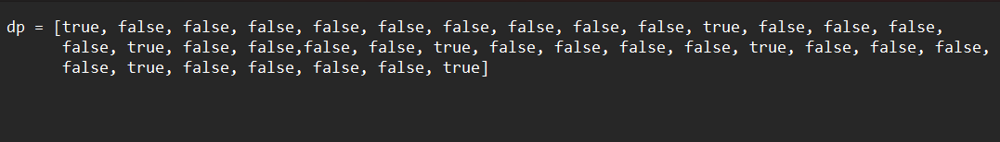 dp = [true, false, false, false, false, false, false, false, false, false, true, false, false, false,
false, true, false, false,false, false, true, false, false, false, false, true, false, false, false,
false, true, false, false, false, false, true]